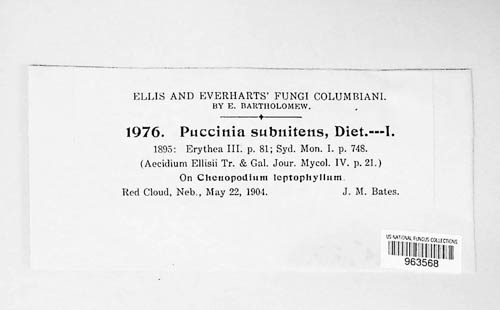 ELLIS AND EVERHARTS' FUNGI COLUMBIANI.
BY E. BARTHOLOMEW.
1976. Puccinia subnitens, Diet.---I.
1895: Erythea III. p. 81; Syd. Mon. I. p. 748.
(Aecidium Ellisii Tr. & Gal. Jour. Mycol. IV. p. 21.)
On Chenopodium leptophyllum.
Red Cloud, Neb., May 22, 1904. J. M. Bates.
US NATIONAL FUNGUS COLLECTIONS
963568